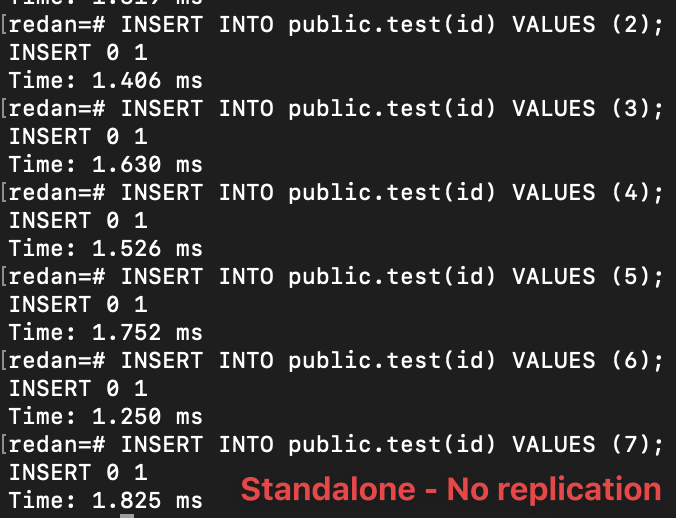 [redan=# INSERT INTO public.test(id) VALUES (2);
INSERT 0 1
Time: 1.406 ms
[redan=# INSERT INTO public.test(id) VALUES (3);
INSERT 0 1
Time: 1.630 ms
[redan=# INSERT INTO public.test(id) VALUES (4);
INSERT 0 1
Time: 1.526 ms
[redan=# INSERT INTO public.test(id) VALUES (5);
INSERT 0 1
Time: 1.752 ms
[redan=# INSERT INTO public.test(id) VALUES (6);
INSERT 0 1
Time: 1.250 ms
[redan=# INSERT INTO public.test(id) VALUES (7);
INSERT 0 1
Time: 1.825 ms
Standalone - No replication